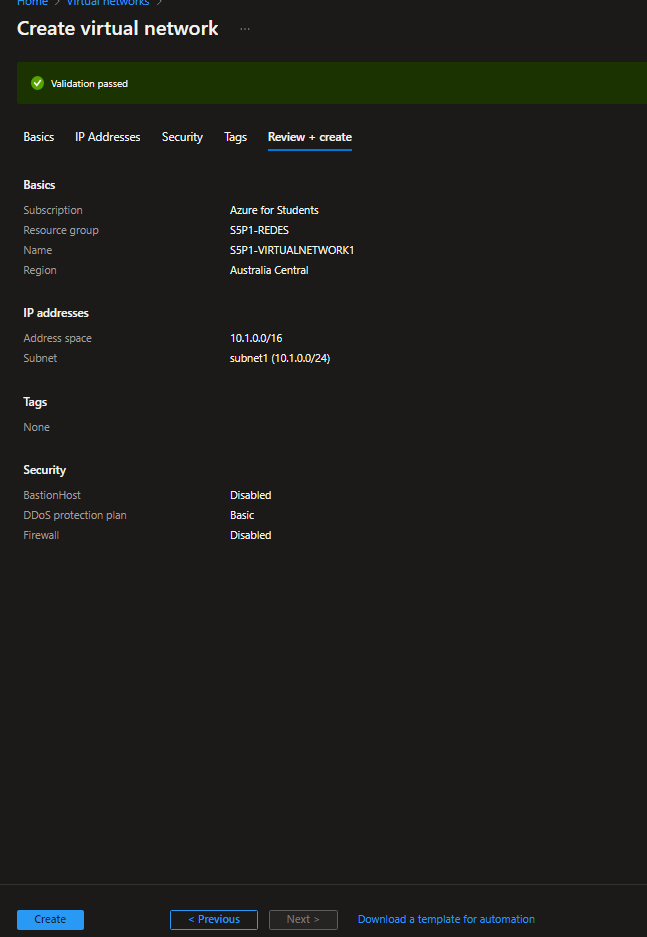 Home > Virtual networks >
Create virtual network ...
Validation passed
Basics IP Addresses Security Tags Review + create
Basics
Subscription Azure for Students
Resource group S5P1-REDES
Name S5P1-VIRTUALNETWORK1
Region Australia Central
IP addresses
Address space 10.1.0.0/16
Subnet subnet1 (10.1.0.0/24)
Tags
None
Security
BastionHost Disabled
DDoS protection plan Basic
Firewall Disabled
Create < Previous Next > Download a template for automation